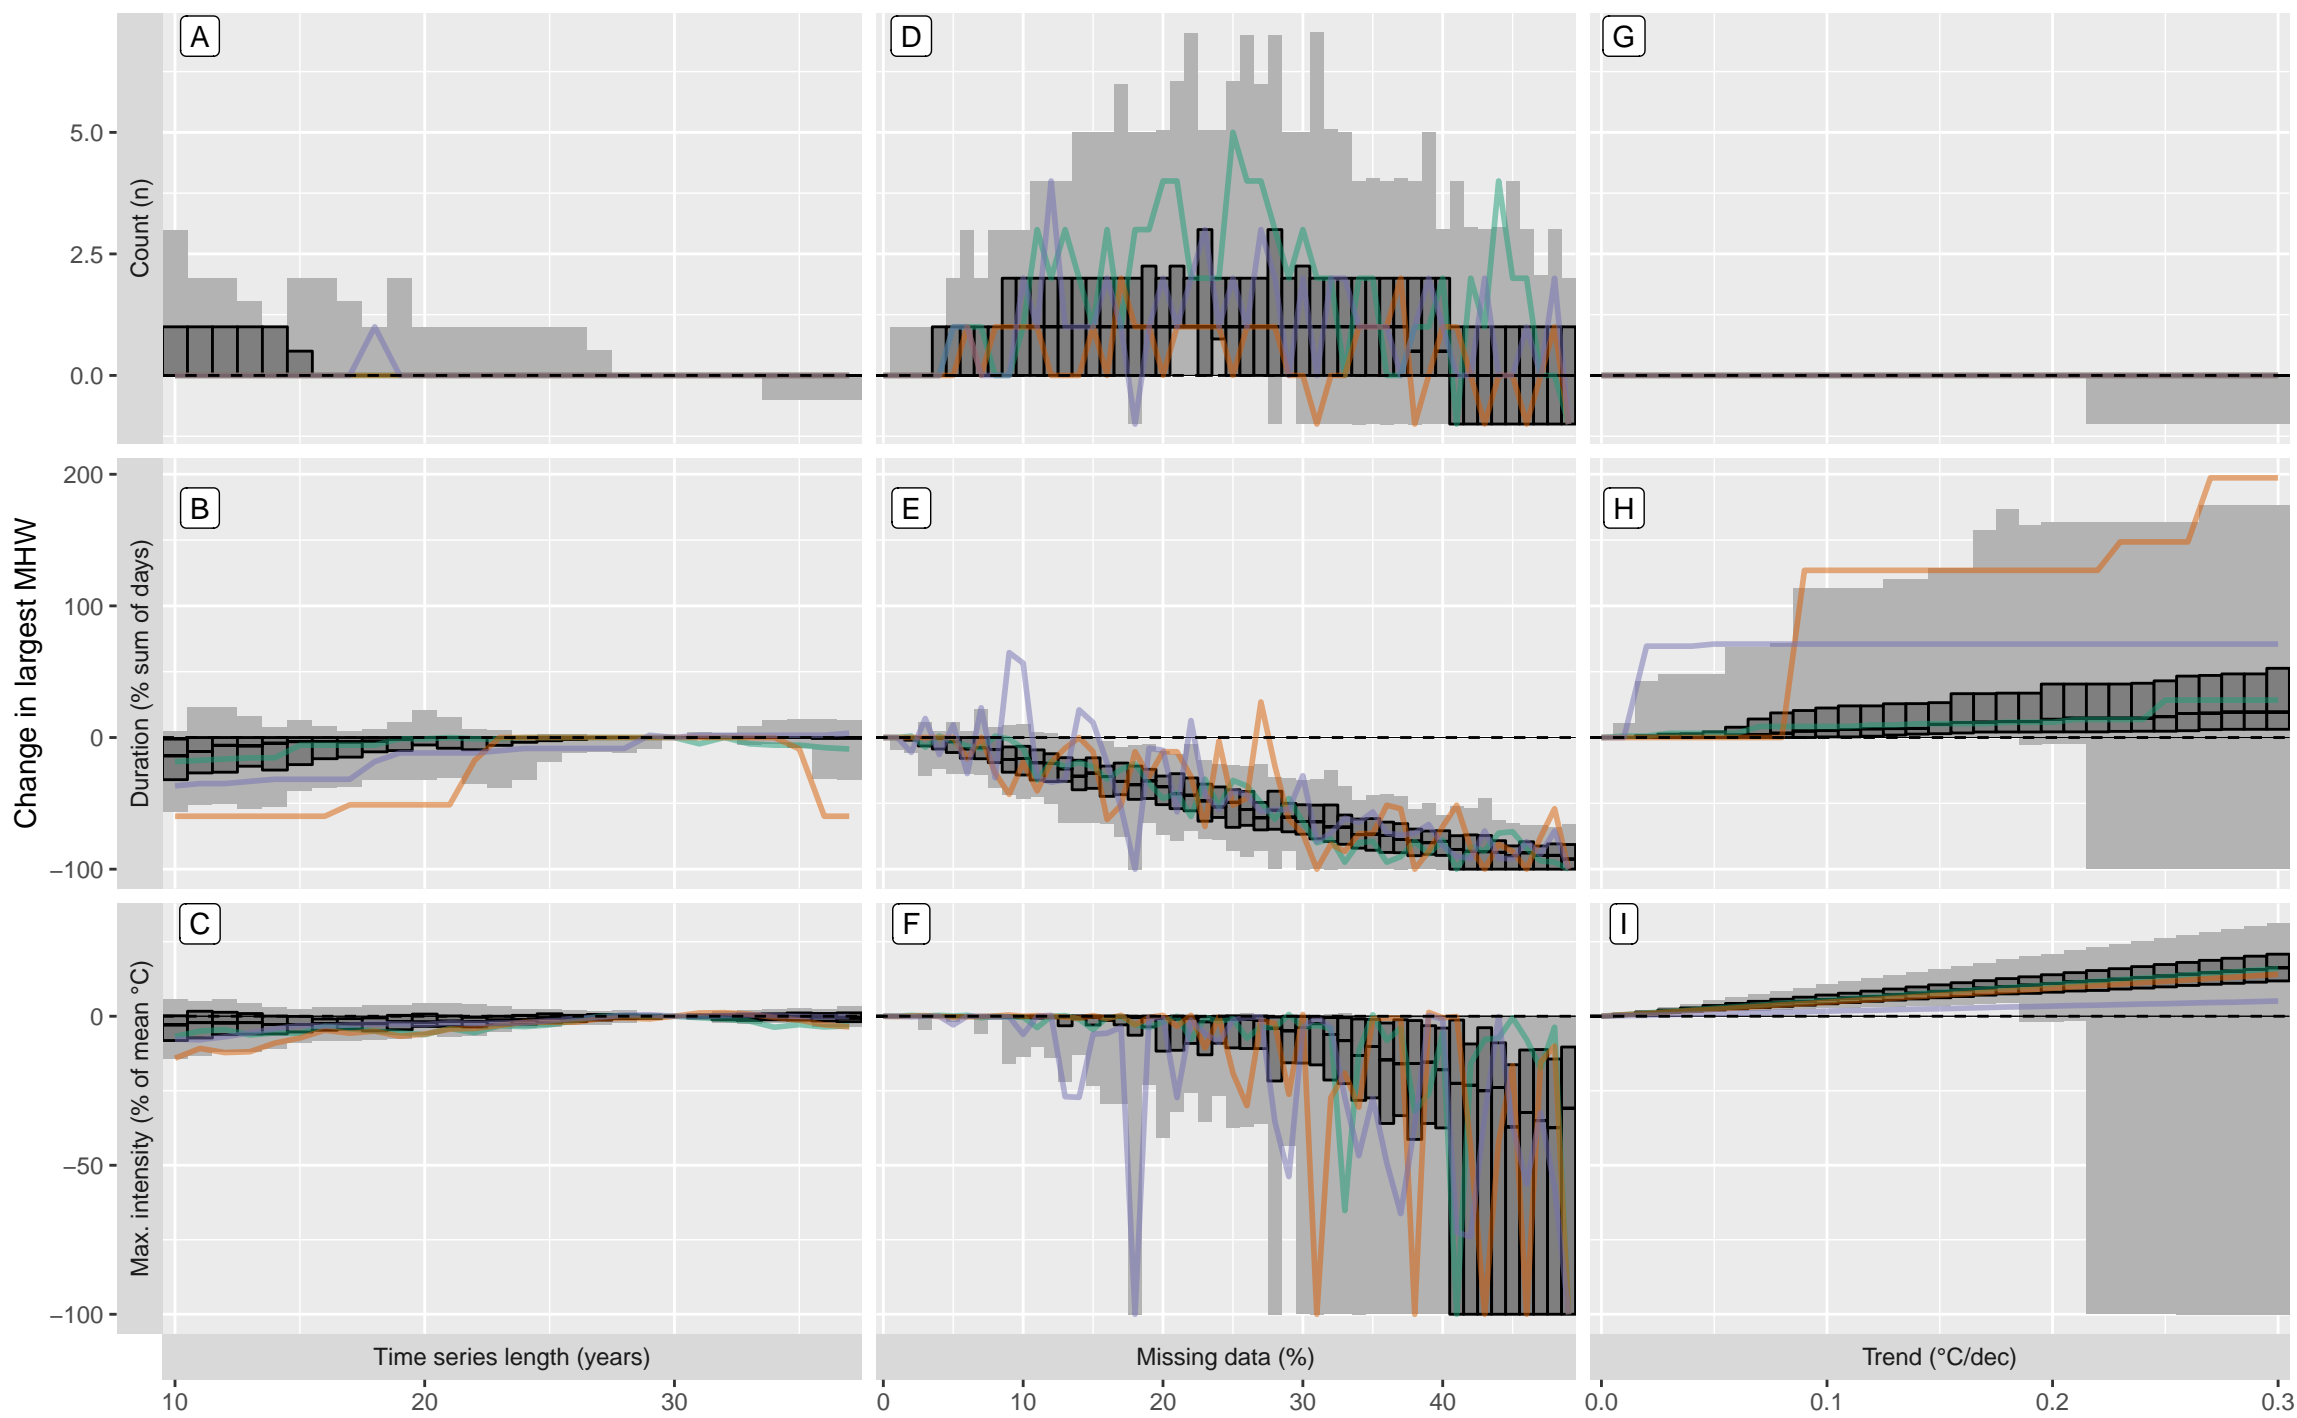 A
D
G
5.0
2.5
0.0
Count (n)
200
100
0
−100
B
E
H
Duration (% sum of days)
Change in largest MHW
C
F
I
0
−50
−100
Max. intensity (% of mean °C)
Time series length (years)
Missing data (%)
Trend (°C/dec)
10 20 30
0 10 20 30 40
0.0 0.1 0.2 0.3